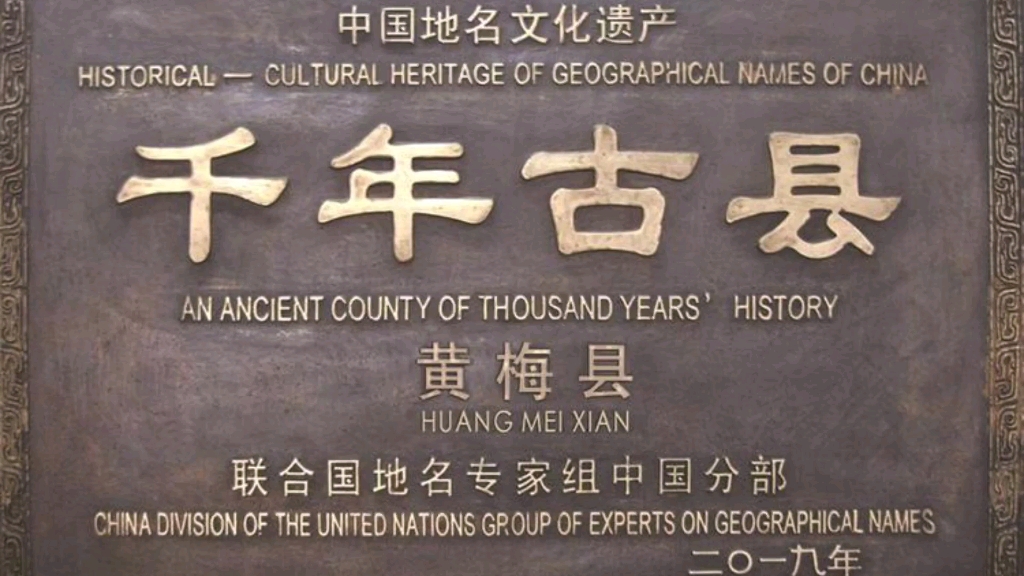 中国地名文化遗产
HISTORICAL — CULTURAL HERITAGE OF GEOGRAPHICAL NAMES OF CHINA
千年古县
AN ANCIENT COUNTY OF THOUSAND YEARS' HISTORY
黄梅县
HUANG MEI XIAN
联合国地名专家组中国分部
CHINA DIVISION OF THE UNITED NATIONS GROUP OF EXPERTS ON GEOGRAPHICAL NAMES
二〇一九年